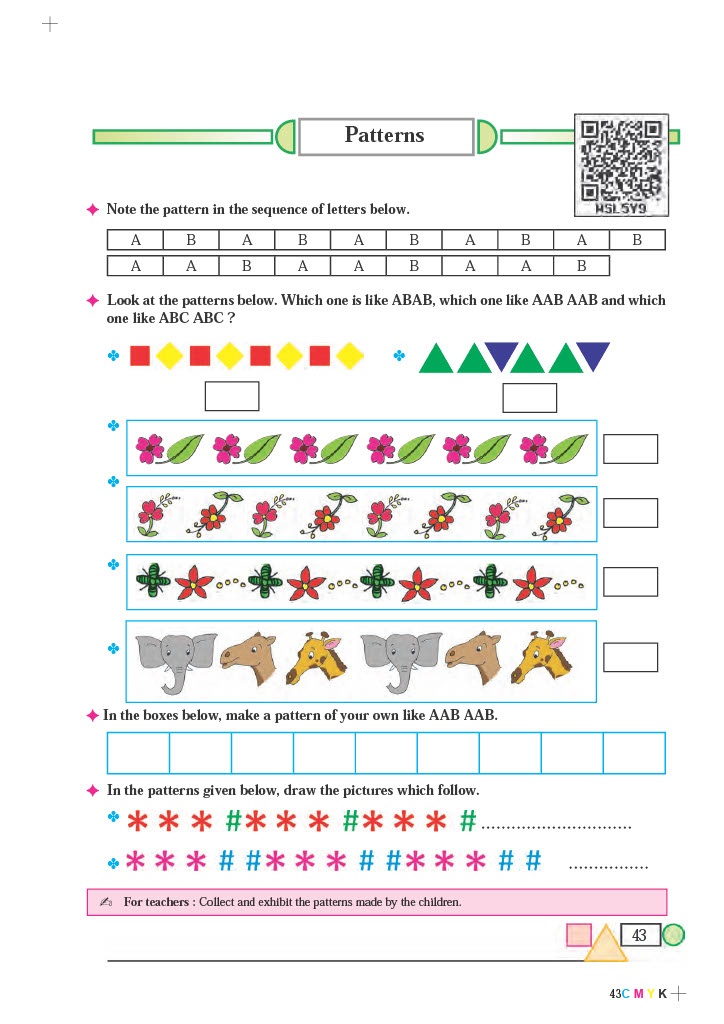 Patterns
WSL5Y9
Note the pattern in the sequence of letters below.
A B A B A B A B A B
A A B A A B A A B
Look at the patterns below. Which one is like ABAB, which one like AAB AAB and which
one like ABC ABC ?
In the boxes below, make a pattern of your own like AAB AAB.
In the patterns given below, draw the pictures which follow.
* * * # * * * # * * * # ..............................
* * * # # * * * # # * * * # # ................
For teachers : Collect and exhibit the patterns made by the children.
43
43C M Y K